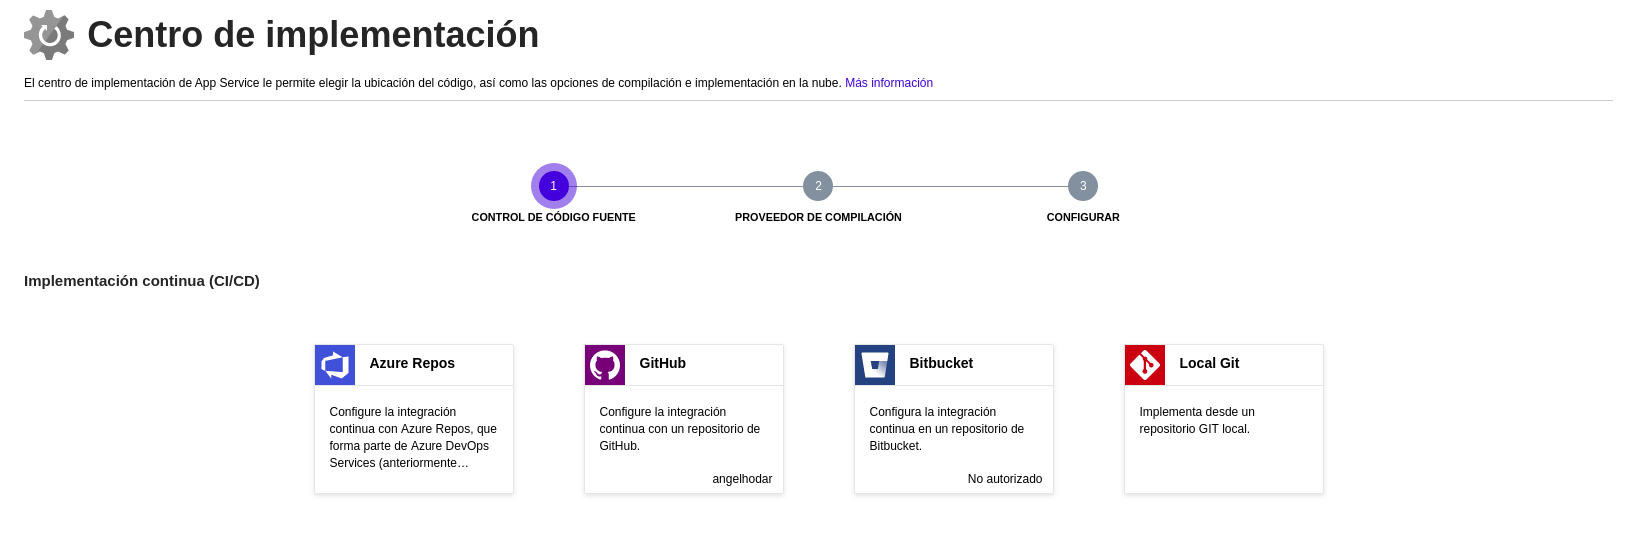 Centro de implementación
El centro de implementación de App Service le permite elegir la ubicación del código, así como las opciones de compilación e implementación en la nube. Más información
1
2
3
CONTROL DE CÓDIGO FUENTE
PROVEEDOR DE COMPILACIÓN
CONFIGURAR
Implementación continua (CI/CD)
Azure Repos
Configure la integración
continua con Azure Repos, que
forma parte de Azure DevOps
Services (anteriormente…
GitHub
Configure la integración
continua con un repositorio de
GitHub.
angelhodar
Bitbucket
Configura la integración
continua en un repositorio de
Bitbucket.
No autorizado
Local Git
Implementa desde un
repositorio GIT local.